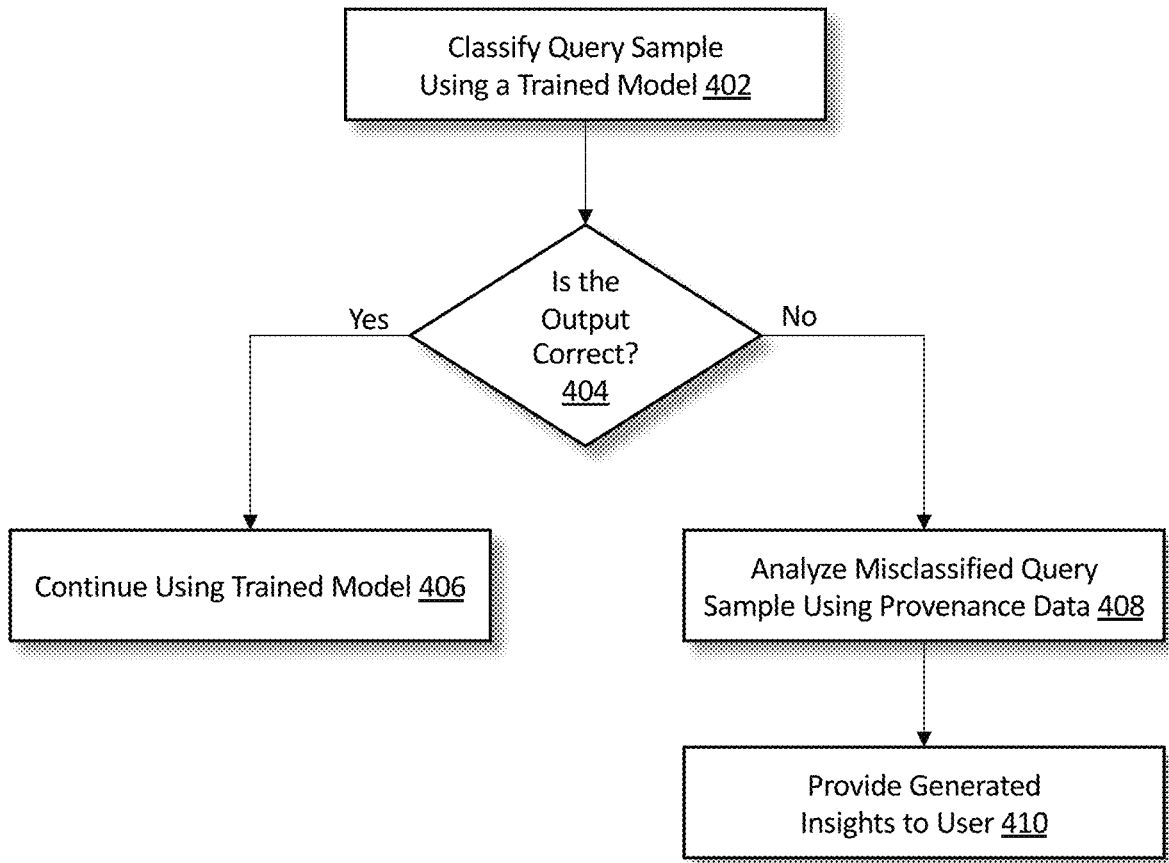 Classify Query Sample
Using a Trained Model 402
Is the
Output
Correct?
404
Yes
No
Continue Using Trained Model 406
Analyze Misclassified Query
Sample Using Provenance Data 408
Provide Generated
Insights to User 410